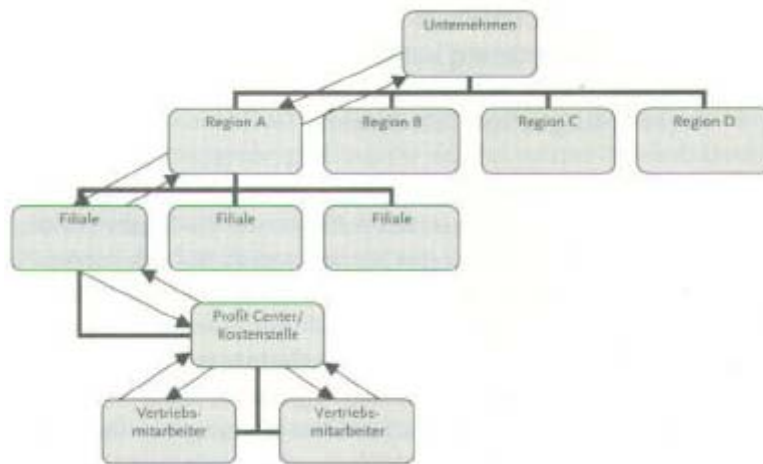 Unternehmen
Region A
Region B
Region C
Region D
Filiale
Filiale
Filiale
Profit Center/
Kostenstelle
Vertriebs-
mitarbeiter
Vertriebs-
mitarbeiter